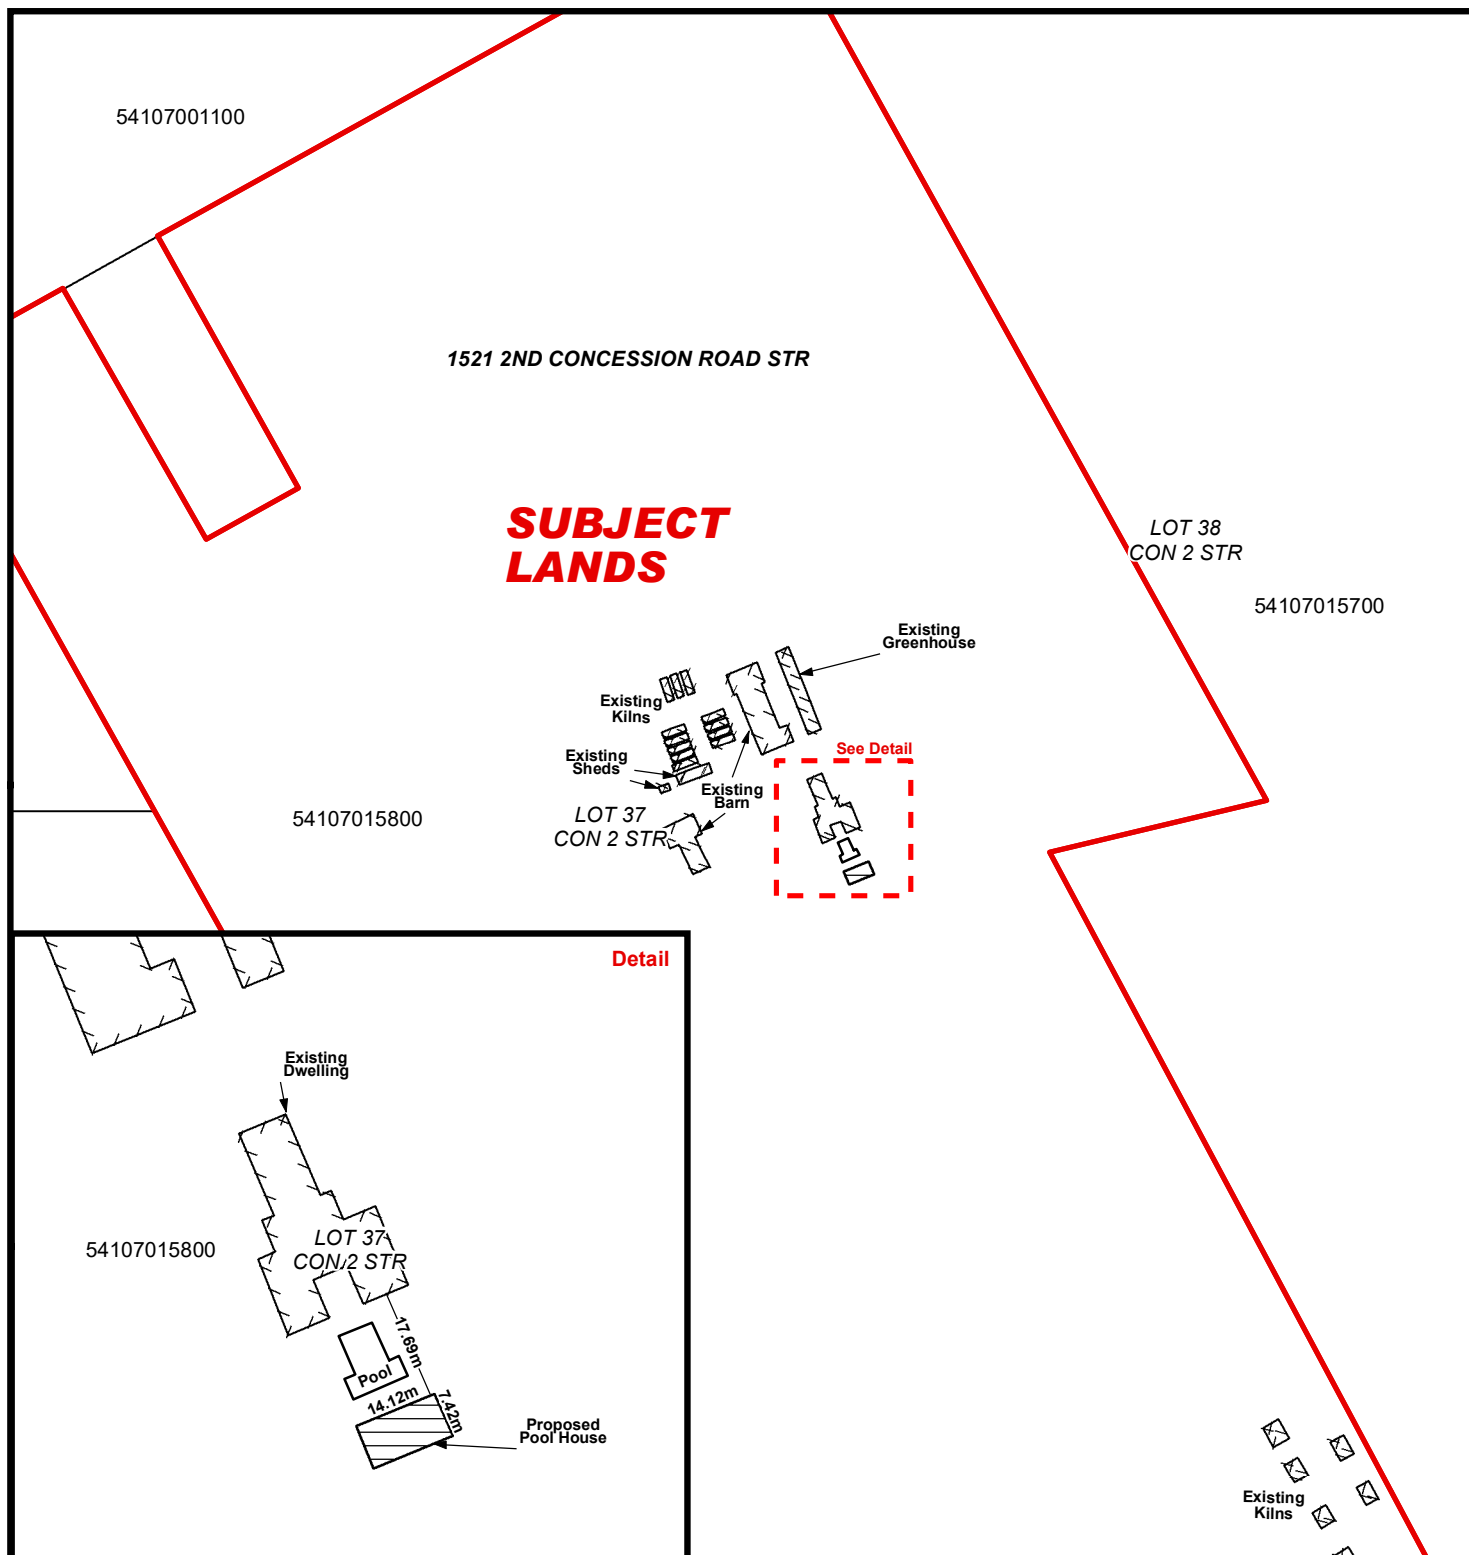 54107001100
1521 2ND CONCESSION ROAD STR
SUBJECT
LANDS
LOT 38
CON 2 STR
54107015700
Existing
Greenhouse
Existing
Kilns
Existing
Sheds
See Detail
Existing
Barn
54107015800
LOT 37
CON 2 STR
Detail
Existing
Dwelling
54107015800
LOT 37
CON 2 STR
17.69m
Pool
14.12m
7.42m
Proposed
Pool House
Existing
Kilns